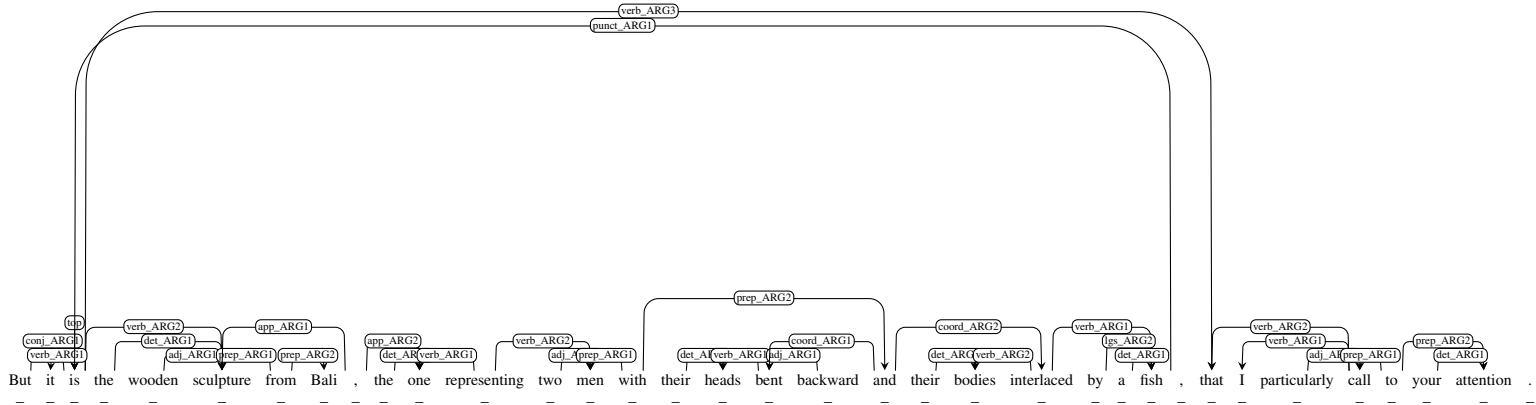 verb_ARG3
punct_ARG1
prep_ARG2
top verb_ARG2 app_ARG1 coord_ARG2 verb_ARG1 verb_ARG2
conj_ARG1 det_ARG1 app_ARG2 verb_ARG2 coord_ARG1 lgs_ARG2 verb_ARG1 prep_ARG2
verb_ARG1 adj_ARG1 prep_ARG1 prep_ARG2 verb_ARG1 prep_ARG1 verb_ARG1 adj_ARG1 verb_ARG2 det_ARG1 prep_ARG1 det_ARG1
But it is the wooden sculpture from Bali , the one representing two men with their heads bent backward and their bodies interlaced by a fish , that I particularly call to your attention .
_ _ _ _ _ _ _ _ _ _ _ _ _ _ _ _ _ _ _ _ _ _ _ _ _ _ _ _ _ _ _ _ _ _ _